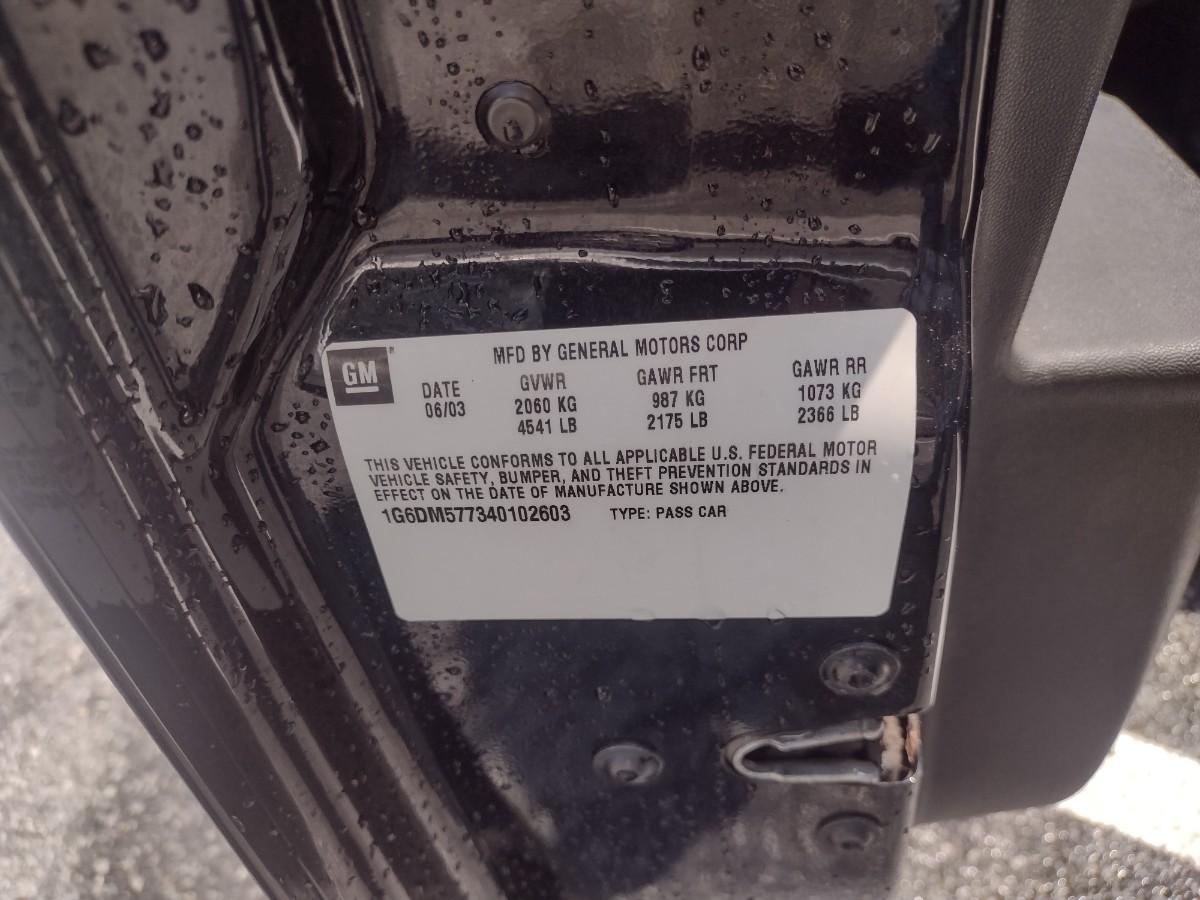 GM
MFD BY GENERAL MOTORS CORP
DATE GVWR GAWR FRT GAWR RR
06/03 2060 KG 987 KG 1073 KG
4541 LB 2175 LB 2366 LB
THIS VEHICLE CONFORMS TO ALL APPLICABLE U.S. FEDERAL MOTOR
VEHICLE SAFETY, BUMPER, AND THEFT PREVENTION STANDARDS IN
EFFECT ON THE DATE OF MANUFACTURE SHOWN ABOVE.
1G6DM577340102603 TYPE: PASS CAR